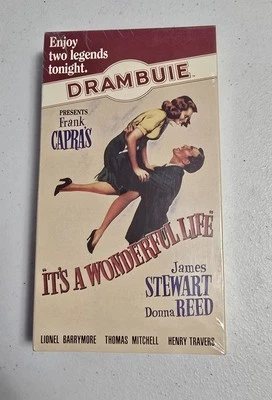 Enjoy
two legends
tonight.
DRAMBUIE
PRESENTS
Frank
CAPRA'S
"IT'S A WONDERFUL LIFE"
James
STEWART
Donna REED
LIONEL BARRYMORE THOMAS MITCHELL HENRY TRAVERS